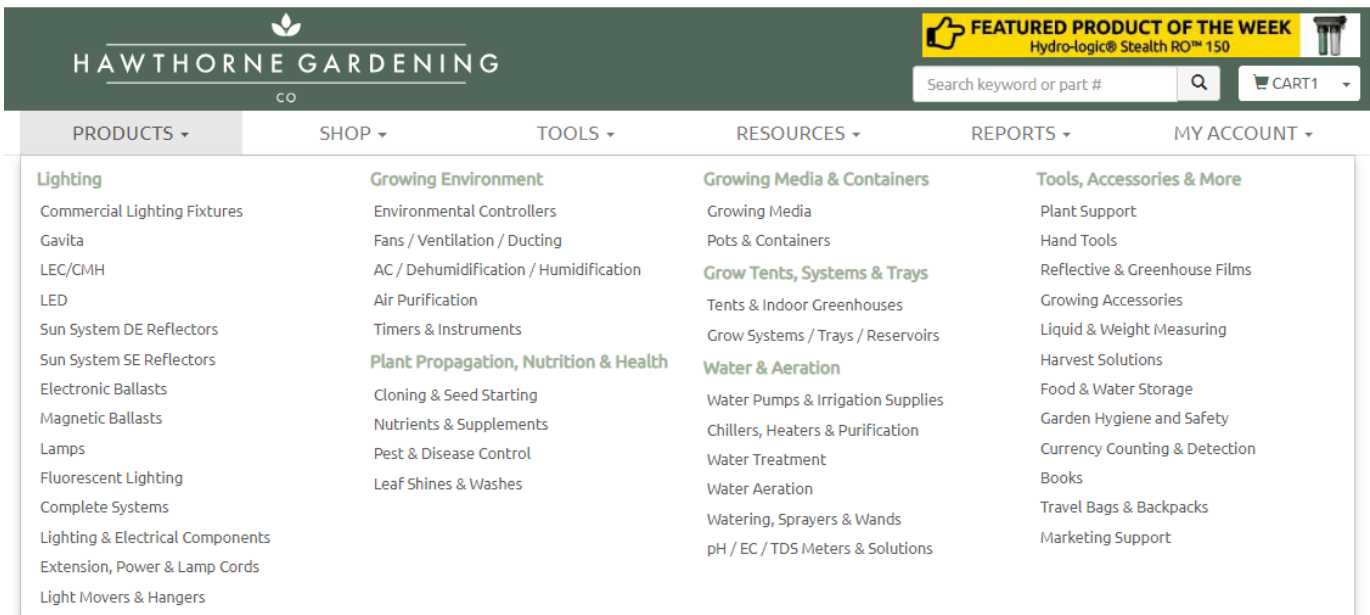 HAWTHORNE GARDENING
CO
FEATURED PRODUCT OF THE WEEK
Hydro-logic® Stealth RO™ 150
Search keyword or part #
CART1
PRODUCTS
SHOP
TOOLS
RESOURCES
REPORTS
MY ACCOUNT
Lighting
Commercial Lighting Fixtures
Gavita
LEC/CMH
LED
Sun System DE Reflectors
Sun System SE Reflectors
Electronic Ballasts
Magnetic Ballasts
Lamps
Fluorescent Lighting
Complete Systems
Lighting & Electrical Components
Extension, Power & Lamp Cords
Light Movers & Hangers
Growing Environment
Environmental Controllers
Fans / Ventilation / Ducting
AC / Dehumidification / Humidification
Air Purification
Timers & Instruments
Plant Propagation, Nutrition & Health
Cloning & Seed Starting
Nutrients & Supplements
Pest & Disease Control
Leaf Shines & Washes
Growing Media & Containers
Growing Media
Pots & Containers
Grow Tents, Systems & Trays
Tents & Indoor Greenhouses
Grow Systems / Trays / Reservoirs
Water & Aeration
Water Pumps & Irrigation Supplies
Chillers, Heaters & Purification
Water Treatment
Water Aeration
Watering, Sprayers & Wands
pH / EC / TDS Meters & Solutions
Tools, Accessories & More
Plant Support
Hand Tools
Reflective & Greenhouse Films
Growing Accessories
Liquid & Weight Measuring
Harvest Solutions
Food & Water Storage
Garden Hygiene and Safety
Currency Counting & Detection
Books
Travel Bags & Backpacks
Marketing Support